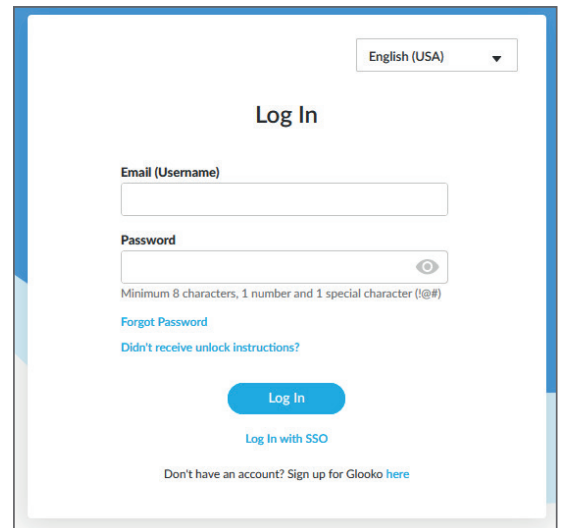 English (USA)
Log In
Email (Username)
Password
Minimum 8 characters, 1 number and 1 special character (!@#)
Forgot Password
Didn't receive unlock instructions?
Log In
Log In with SSO
Don't have an account? Sign up for Glooko here